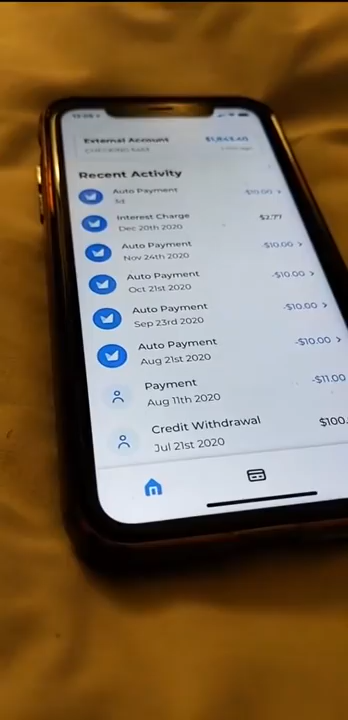 External Account
Recent Activity
Auto Payment
5d
$10.00
Interest Charge
Dec 20th 2020
$2.77
Auto Payment
Nov 24th 2020
-$10.00
Auto Payment
Oct 21st 2020
-$10.00
Auto Payment
Sep 23rd 2020
-$10.00
Auto Payment
Aug 21st 2020
-$10.00
Payment
Aug 11th 2020
-$11.00
Credit Withdrawal
Jul 21st 2020
$100.